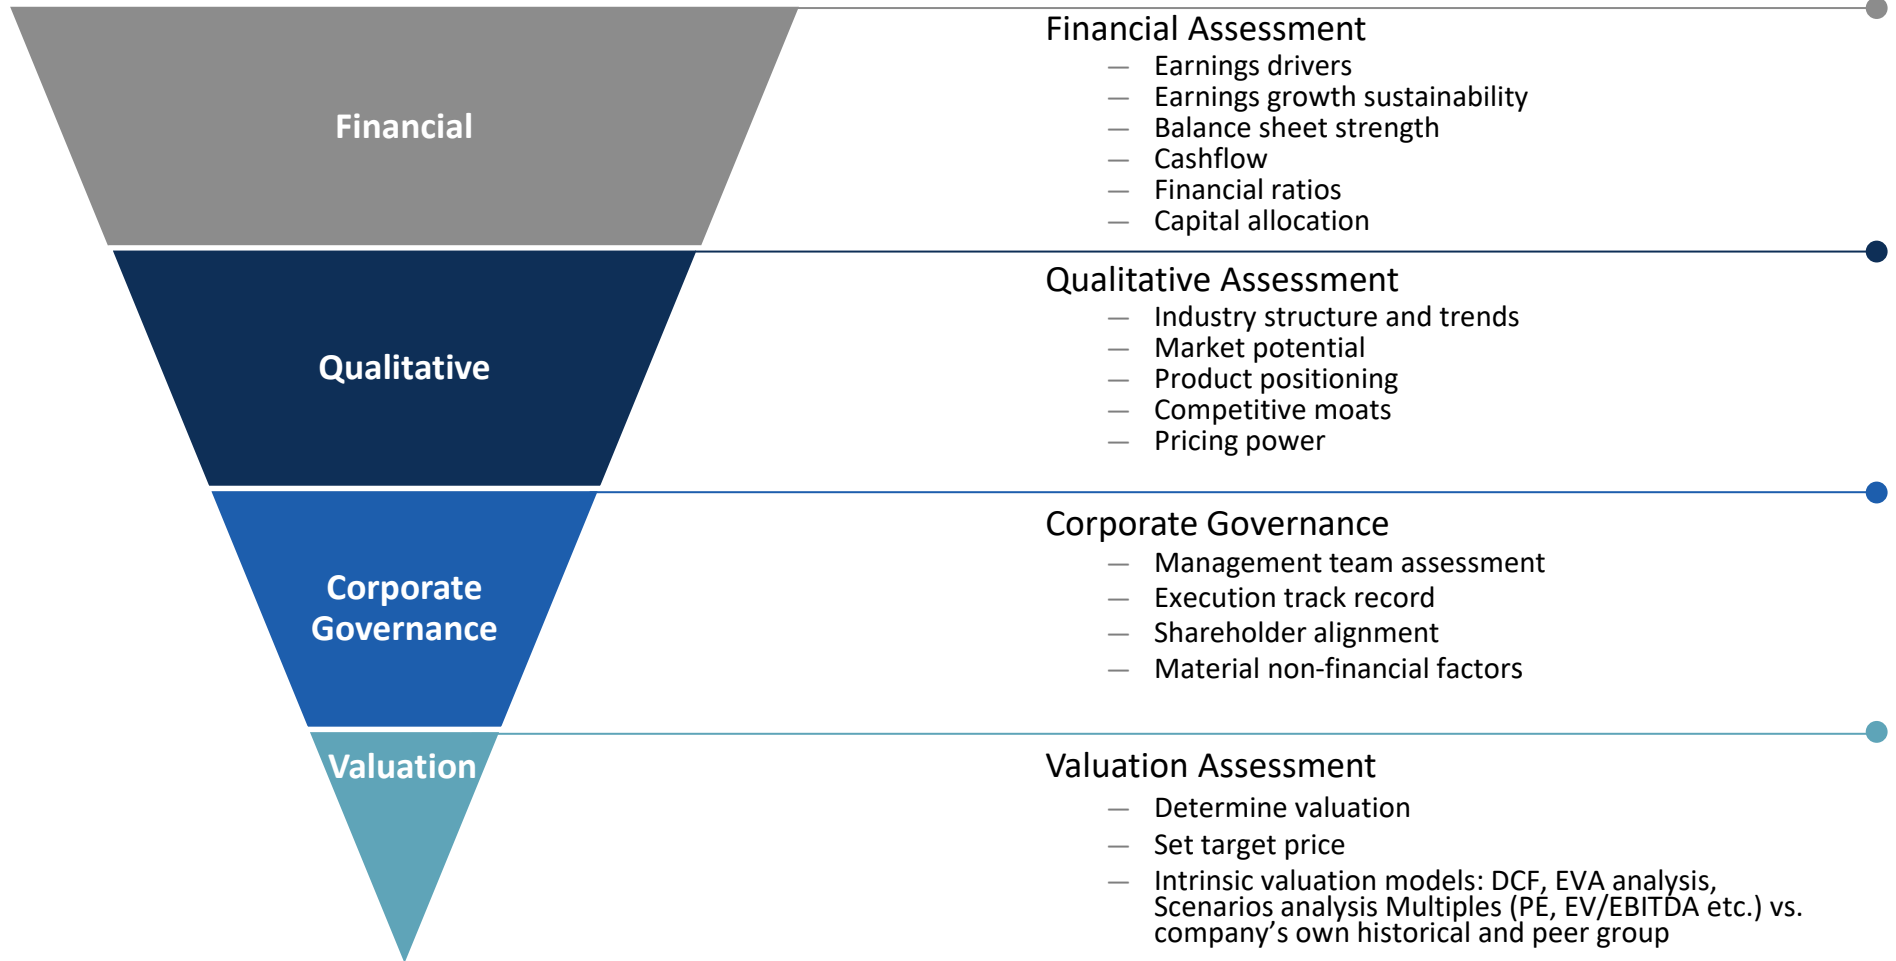 Financial
Financial Assessment
— Earnings drivers
— Earnings growth sustainability
— Balance sheet strength
— Cashflow
— Financial ratios
— Capital allocation
Qualitative
Qualitative Assessment
— Industry structure and trends
— Market potential
— Product positioning
— Competitive moats
— Pricing power
Corporate
Governance
Corporate Governance
— Management team assessment
— Execution track record
— Shareholder alignment
— Material non-financial factors
Valuation
Valuation Assessment
— Determine valuation
— Set target price
— Intrinsic valuation models: DCF, EVA analysis,
Scenarios analysis Multiples (PE, EV/EBITDA etc.) vs.
company’s own historical and peer group